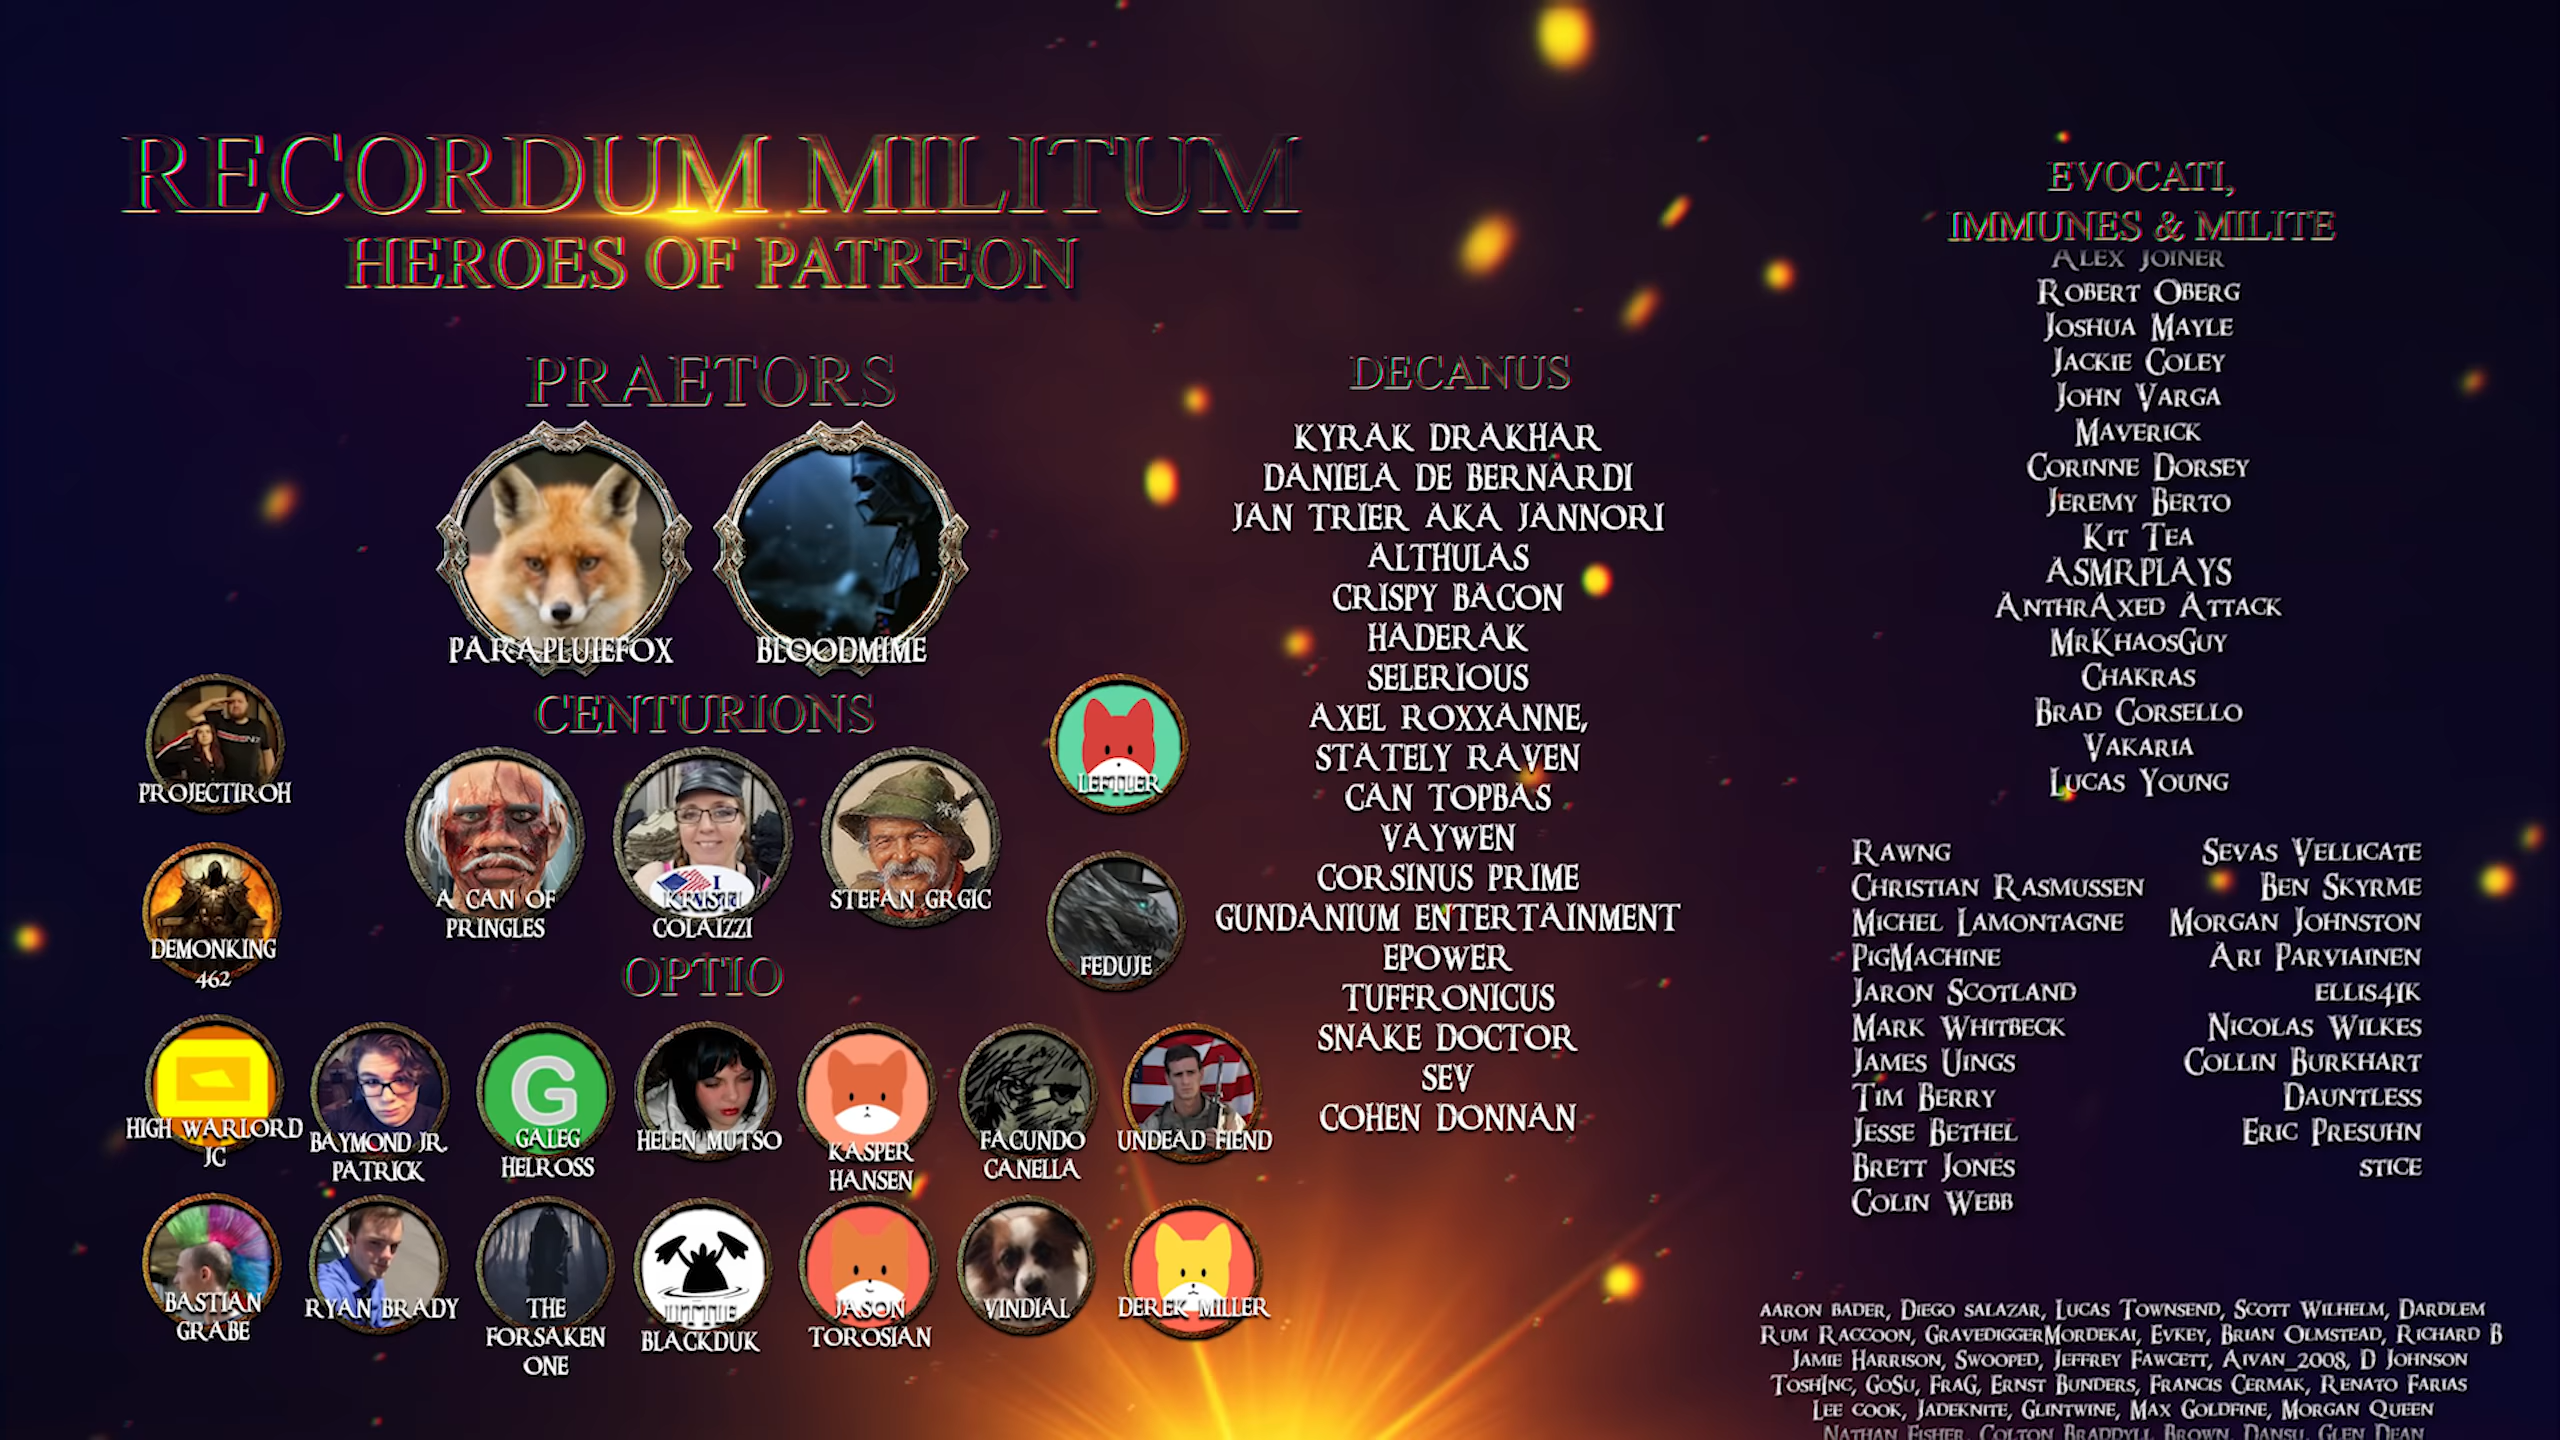 RECORDUM MILITUM
HEROES OF PATREON
PRAETORS
PARAPLUIEFOX
BLOODMIME
CENTURIONS
PROJECTIROH
DEMONKING
462
A CAN OF
PRINGLES
KRISTI
COLAIZZI
STEFAN GRGIC
LEFTLER
FEDUJE
OPTIO
HIGH WARLORD
JC
BAYMOND JR.
PATRICK
GALEG
HELROSS
HELEN MUTSO
KASPER
HANSEN
FACUNDO
CANELLA
UNDEAD FIEND
BASTIAN
GRABE
RYAN BRADY
THE
FORSAKEN
ONE
LITTLE
BLACKDUK
JASON
TOROSIAN
VINDIAL
DEREK MILLER
DECANUS
KYRAK DRAKHAR
DANIELA DE BERNARDI
JAN TRIER AKA JANNORI
ALTHULAS
CRISPY BACON
HADERAK
SELERIOUS
AXEL ROXXANNE,
STATELY RAVEN
CAN TOPBAS
VAYWEN
CORSINUS PRIME
GUNDANIUM ENTERTAINMENT
EPOWER
TUFFRONICUS
SNAKE DOCTOR
SEV
COHEN DONNAN
EVOCATI,
IMMUNES & MILITE
ALEX JOINER
ROBERT OBERG
JOSHUA MAYLE
JACKIE COLEY
JOHN VARGA
MAVERICK
CORINNE DORSEY
JEREMY BERTO
KIT TEA
ASMRPLAYS
ANTHRAXED ATTACK
MRKHAOSGUY
CHAKRAS
BRAD CORSELLO
VAKARIA
LUCAS YOUNG
RAWNG
CHRISTIAN RASMUSSEN
MICHEL LAMONTAGNE
PIGMACHINE
JARON SCOTLAND
MARK WHITBECK
JAMES UINGS
TIM BERRY
JESSE BETHEL
BRETT JONES
COLIN WEBB
SEVAS VELLICATE
BEN SKYRME
MORGAN JOHNSTON
ARI PARVIAINEN
ELLIS41K
NICOLAS WILKES
COLLIN BURKHART
DAUNTLESS
ERIC PRESUHN
STICE
AARON BADER, DIEGO SALAZAR, LUCAS TOWNSEND, SCOTT WILHELM, DARDLEM
RUM RACCOON, GRAVEDIGGERMORDEKAI, EVKEY, BRIAN OLMSTEAD, RICHARD B
JAMIE HARRISON, SWOOPED, JEFFREY FAWCETT, AIVAN_2008, D JOHNSON
TOSHINC, GOSU, FRAG, ERNST BUNDERS, FRANCIS CERMAK, RENATO FARIAS
LEE COOK, JADEKNITE, GLINTWINE, MAX GOLDFINE, MORGAN QUEEN
NATHAN FISHER, COLTON BRADDYLL BROWN, DANSU, GLEN DEAN